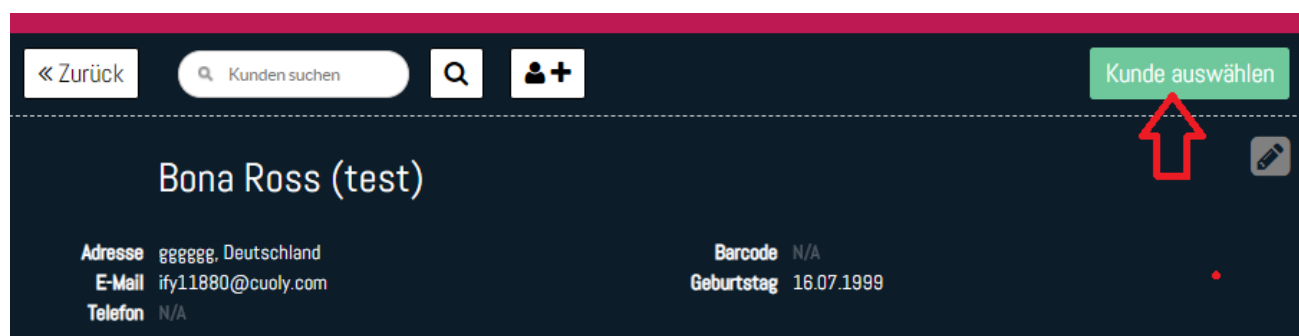 « Zurück Kunden suchen Kunde auswählen
Bona Ross (test)
Adresse gggggg, Deutschland Barcode N/A
E-Mail ify11880@cuoly.com Geburtstag 16.07.1999
Telefon N/A